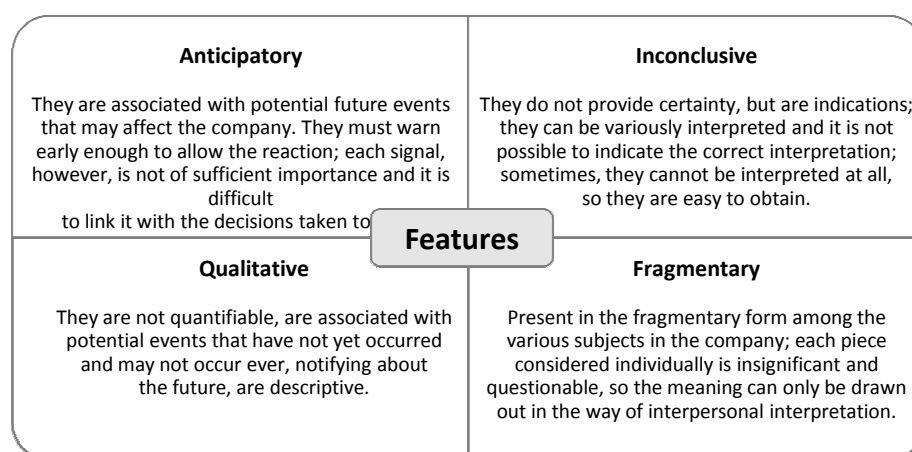 Anticipatory
They are associated with potential future events
that may affect the company. They must warn
early enough to allow the reaction; each signal,
however, is not of sufficient importance and it is
difficult
to link it with the decisions taken to
Inconclusive
They do not provide certainty, but are indications;
they can be variously interpreted and it is not
possible to indicate the correct interpretation;
sometimes, they cannot be interpreted at all,
so they are easy to obtain.
Features
Qualitative
They are not quantifiable, are associated with
potential events that have not yet occurred
and may not occur ever, notifying about
the future, are descriptive.
Fragmentary
Present in the fragmentary form among the
various subjects in the company; each piece
considered individually is insignificant and
questionable, so the meaning can only be drawn
out in the way of interpersonal interpretation.